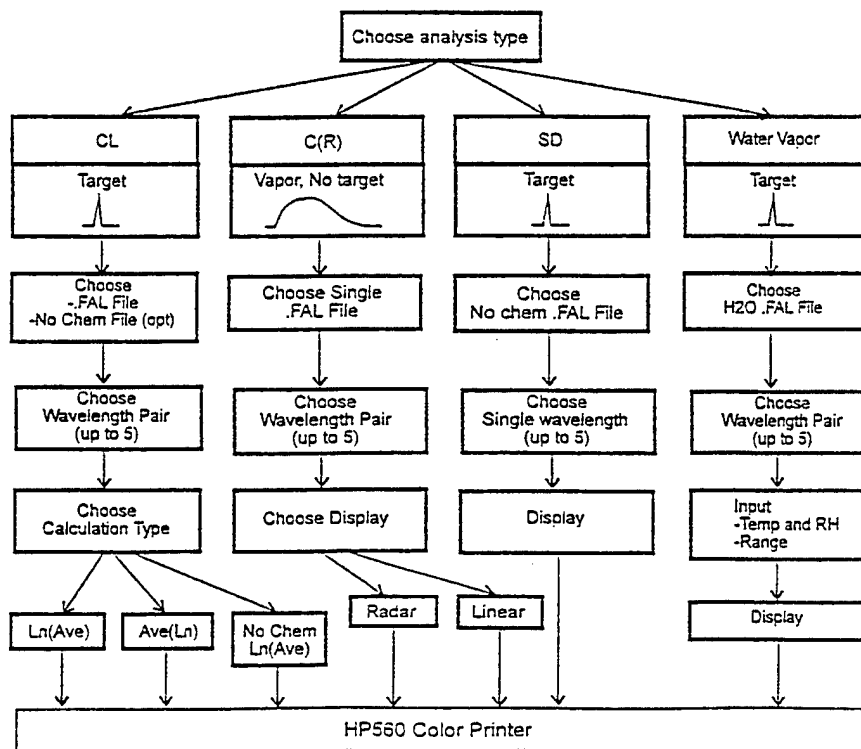 Choose analysis type
CL
C(R)
SD
Water Vapor
Target
Vapor, No target
Target
Target
Choose
-.FAL File
-No Chem File (opt)
Choose Single
.FAL File
Choose
No chem .FAL File
Choose
H2O .FAL File
Choose
Wavelength Pair
(up to 5)
Choose
Wavelength Pair
(up to 5)
Choose
Single wavelength
(up to 5)
Choose
Wavelength Pair
(up to 5)
Choose
Calculation Type
Choose Display
Display
Input
-Temp and RH
-Range
Ln(Ave)
Ave(Ln)
No Chem
Ln(Ave)
Radar
Linear
Display
HP560 Color Printer